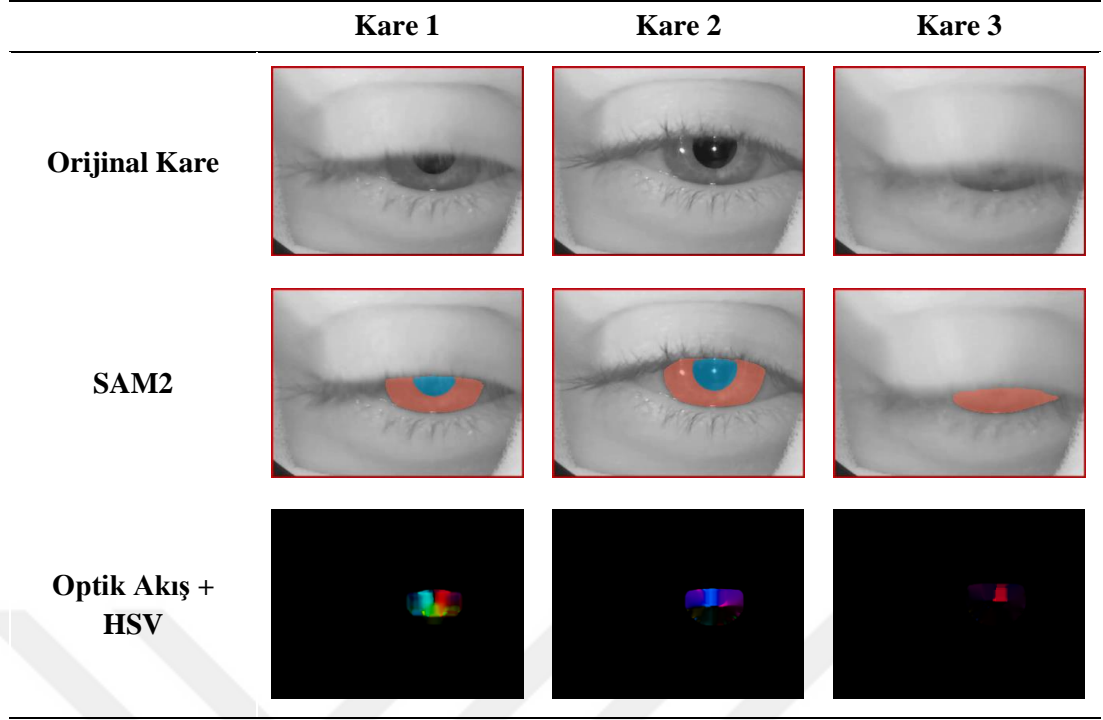 Kare 1 Kare 2 Kare 3
Orijinal Kare
SAM2
Optik Akış +
HSV